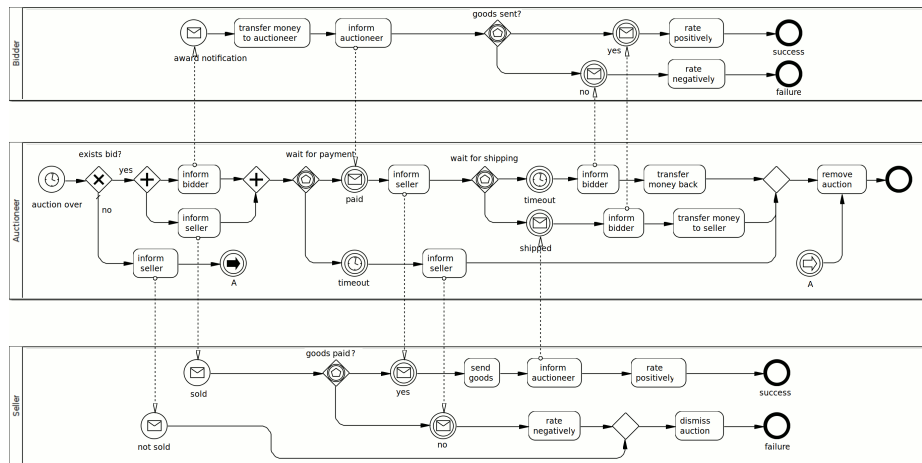 Bidder
goods sent?
transfer money
to auctioneer
inform
auctioneer
rate
positively
award notification
yes
success
rate
negatively
no
failure
Auctioneer
exists bid?
yes
wait for payment
wait for shipping
inform
bidder
inform
seller
inform
bidder
transfer
money back
remove
auction
auction over
paid
timeout
no
inform
seller
inform
bidder
transfer money
to seller
shipped
inform
seller
inform
seller
A
timeout
A
Seller
goods paid?
send
goods
inform
auctioneer
rate
positively
sold
yes
success
rate
negatively
dismiss
auction
not sold
no
failure